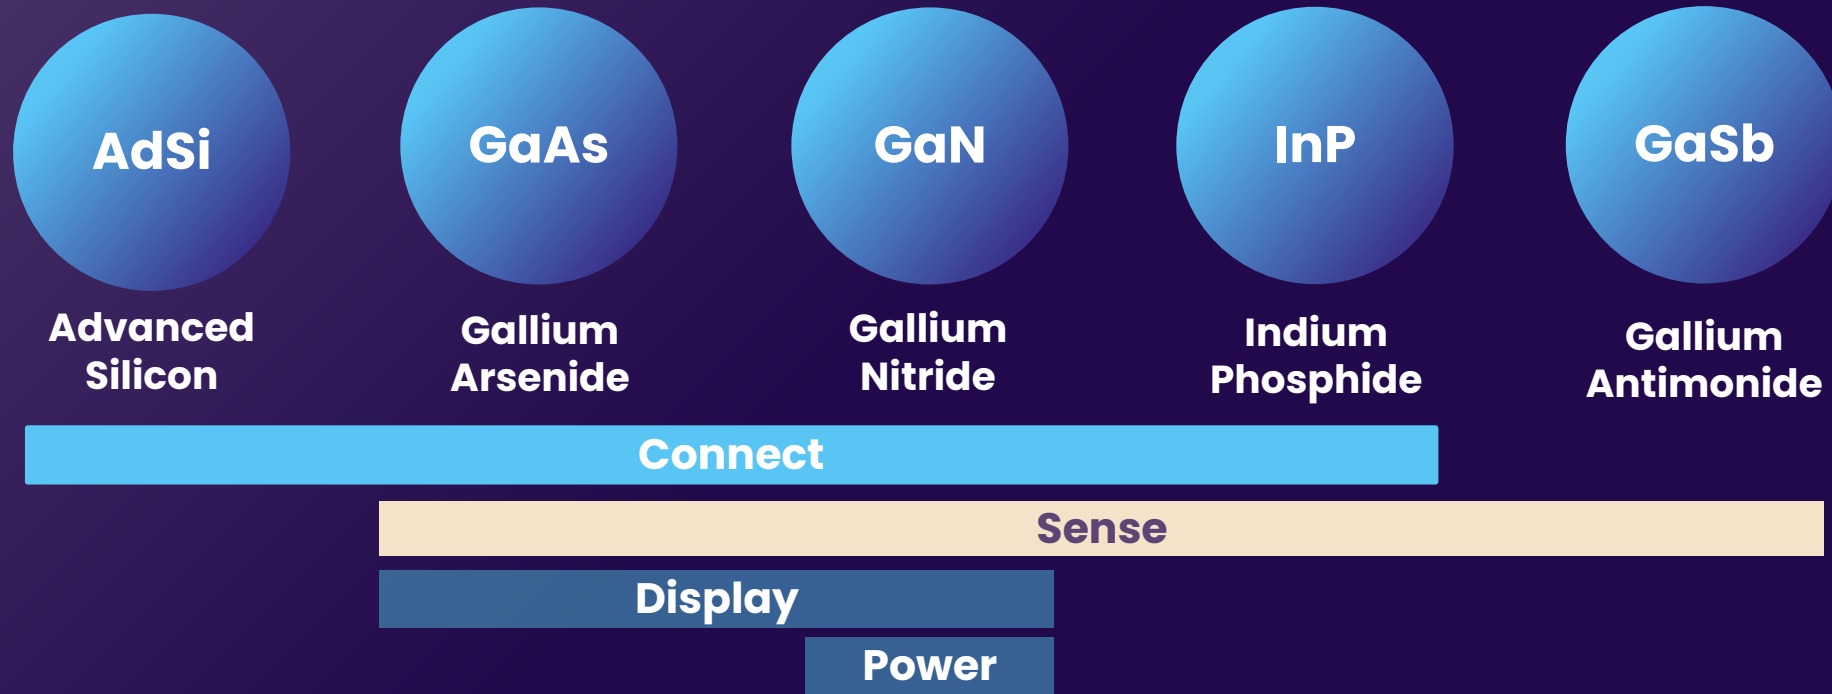 AdSi
GaAs
GaN
InP
GaSb
Advanced
Silicon
Gallium
Arsenide
Gallium
Nitride
Indium
Phosphide
Gallium
Antimonide
Connect
Sense
Display
Power